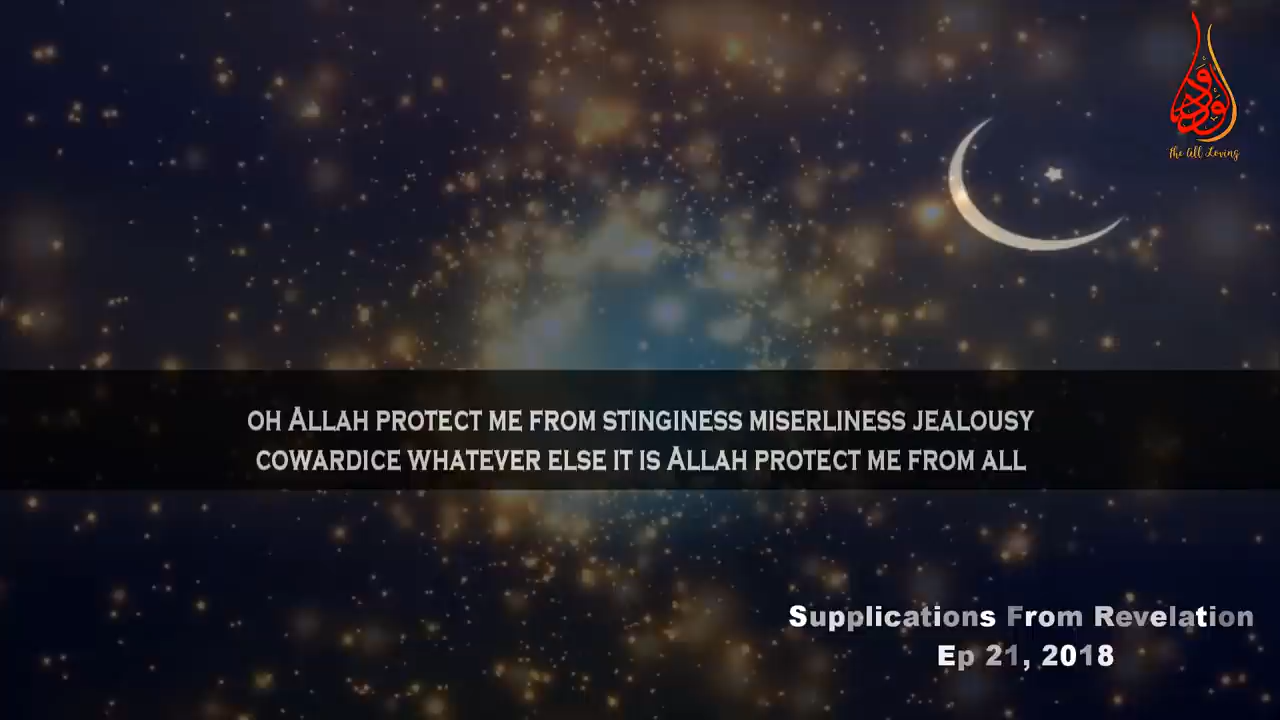 الودود
The All Loving
OH ALLAH PROTECT ME FROM STINGINESS MISERLINESS JEALOUSY
COWARDICE WHATEVER ELSE IT IS ALLAH PROTECT ME FROM ALL
Supplications From Revelation
Ep 21, 2018